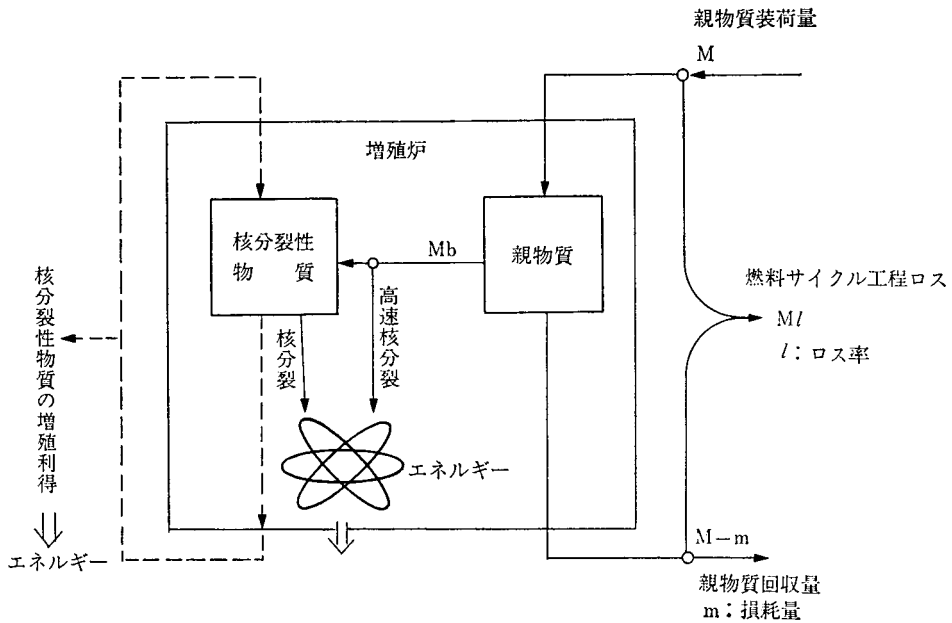 親物質装荷量
M
増殖炉
核分裂性
物質
Mb
親物質
高速核分裂
核分裂
エネルギー
燃料サイクル工程ロス
Ml
l:ロス率
核分裂性物質の増殖利得
エネルギー
M−m
親物質回収量
m:損耗量